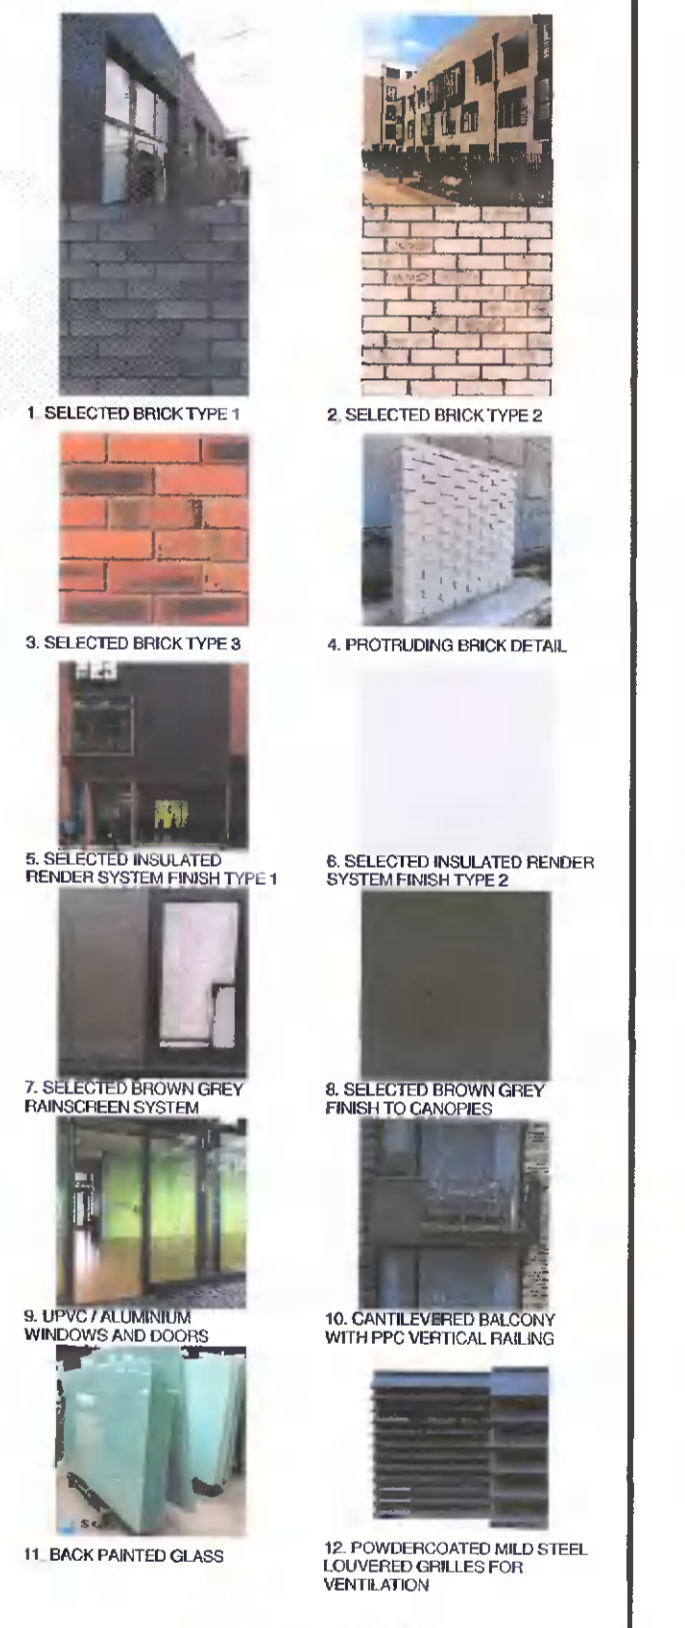 1. SELECTED BRICK TYPE 1
2. SELECTED BRICK TYPE 2
3. SELECTED BRICK TYPE 3
4. PROTRUDING BRICK DETAIL
5. SELECTED INSULATED
RENDER SYSTEM FINISH TYPE 1
6. SELECTED INSULATED RENDER
SYSTEM FINISH TYPE 2
7. SELECTED BROWN GREY
RAINSCREEN SYSTEM
8. SELECTED BROWN GREY
FINISH TO CANOPIES
9. UPVC / ALUMINIUM
WINDOWS AND DOORS
10. CANTILEVERED BALCONY
WITH PPC VERTICAL RAILING
11. BACK PAINTED GLASS
12. POWDERCOATED MILD STEEL
LOUVERED GRILLES FOR
VENTILATION